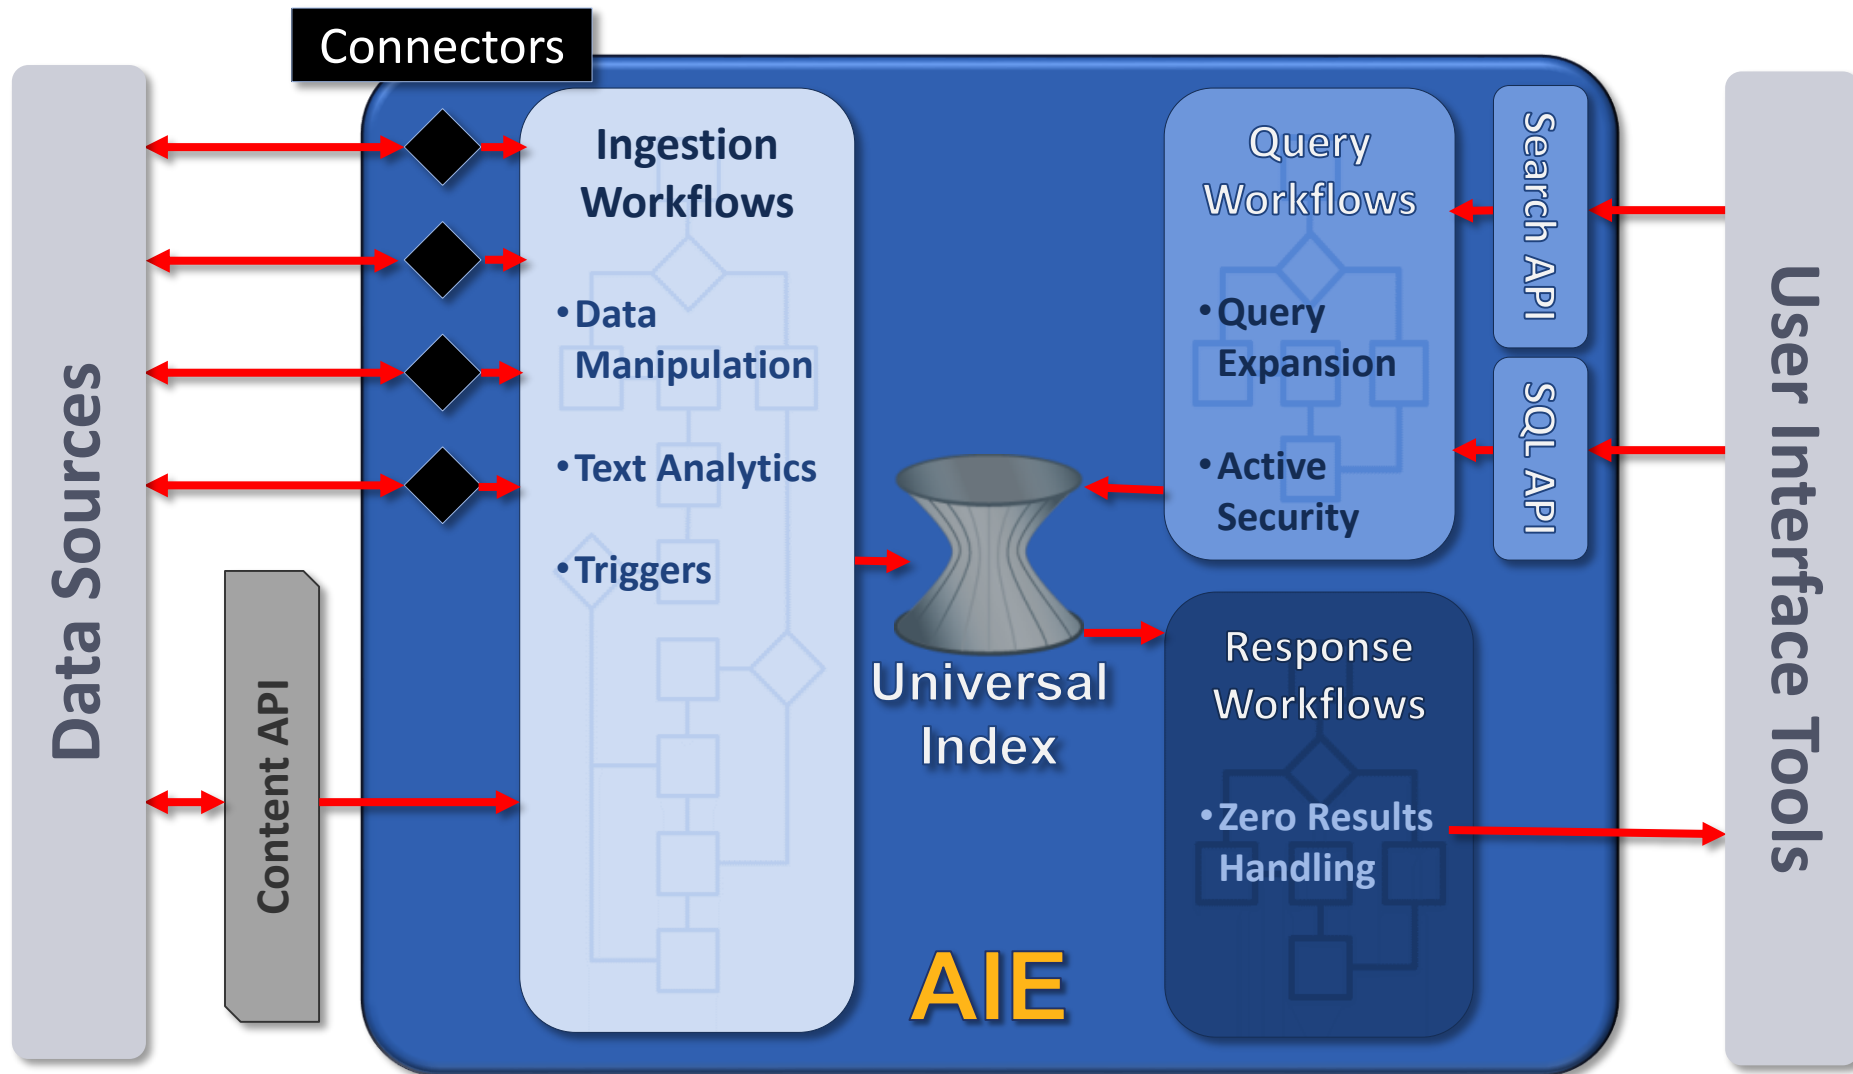 Connectors
Data Sources
Content API
Ingestion
Workflows
• Data
Manipulation
• Text Analytics
• Triggers
Universal
Index
AIE
Query
Workflows
• Query
Expansion
• Active
Security
Search API
SQL API
Response
Workflows
• Zero Results
Handling
User Interface Tools